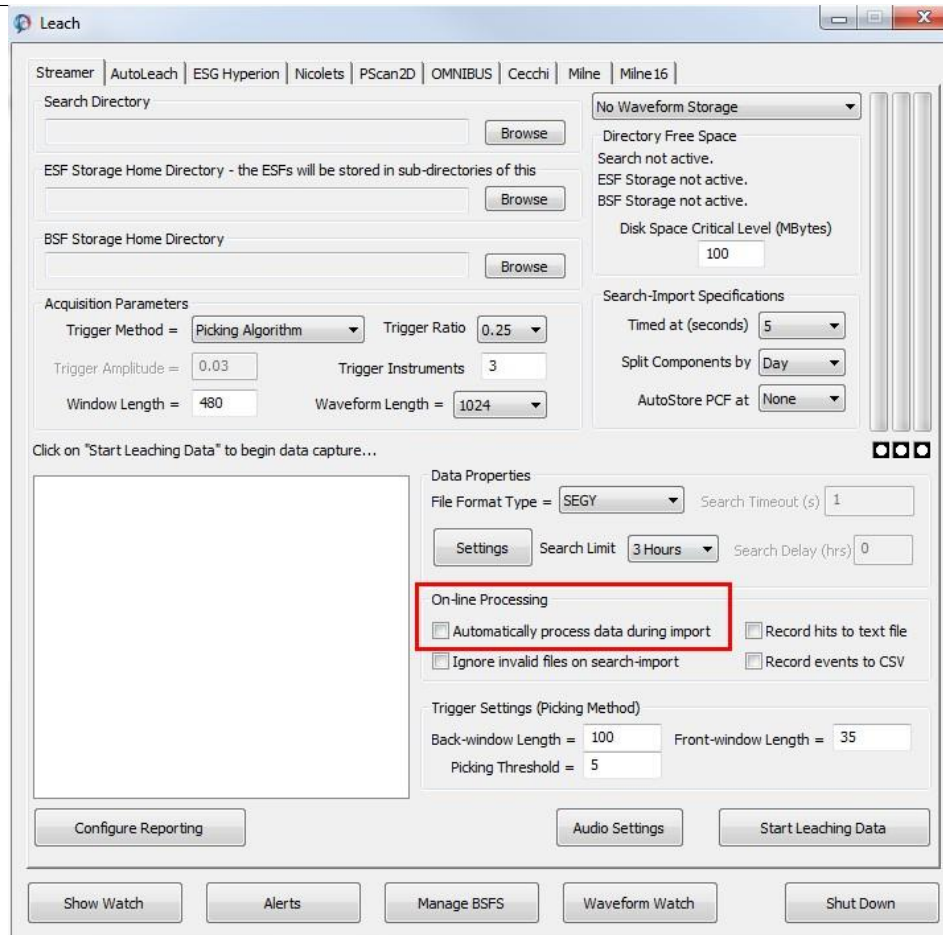 Leach
Streamer AutoLeach ESG Hyperion Nicolets PScan2D OMNIBUS Cecchi Milne Milne16
Search Directory
Browse
ESF Storage Home Directory - the ESFs will be stored in sub-directories of this
Browse
BSF Storage Home Directory
Browse
No Waveform Storage
Directory Free Space
Search not active.
ESF Storage not active.
BSF Storage not active.
Disk Space Critical Level (MBytes)
100
Acquisition Parameters
Trigger Method = Picking Algorithm Trigger Ratio 0.25
Trigger Amplitude = 0.03 Trigger Instruments 3
Window Length = 480 Waveform Length = 1024
Search-Import Specifications
Timed at (seconds) 5
Split Components by Day
AutoStore PCF at None
Click on "Start Leaching Data" to begin data capture...
Data Properties
File Format Type = SEGY Search Timeout (s) 1
Settings Search Limit 3 Hours Search Delay (hrs) 0
On-line Processing
Automatically process data during import Record hits to text file
Ignore invalid files on search-import Record events to CSV
Trigger Settings (Picking Method)
Back-window Length = 100 Front-window Length = 35
Picking Threshold = 5
Configure Reporting Audio Settings Start Leaching Data
Show Watch Alerts Manage BSFS Waveform Watch Shut Down